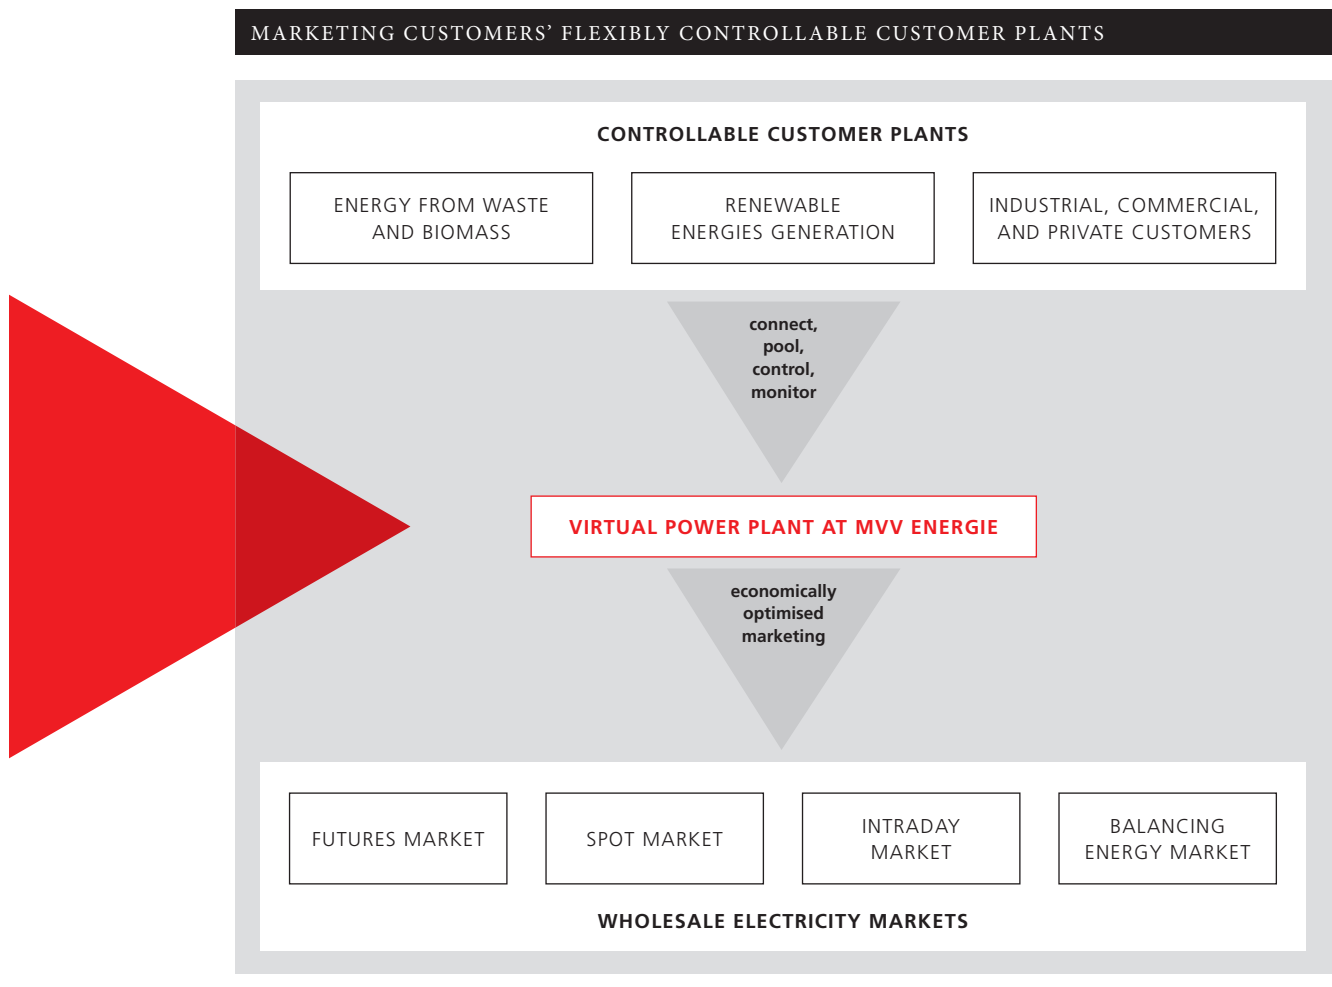 MARKETING CUSTOMERS’ FLEXIBLY CONTROLLABLE CUSTOMER PLANTS
CONTROLLABLE CUSTOMER PLANTS
ENERGY FROM WASTE
AND BIOMASS
RENEWABLE
ENERGIES GENERATION
INDUSTRIAL, COMMERCIAL,
AND PRIVATE CUSTOMERS
connect,
pool,
control,
monitor
VIRTUAL POWER PLANT AT MVV ENERGIE
economically
optimised
marketing
FUTURES MARKET
SPOT MARKET
INTRADAY
MARKET
BALANCING
ENERGY MARKET
WHOLESALE ELECTRICITY MARKETS